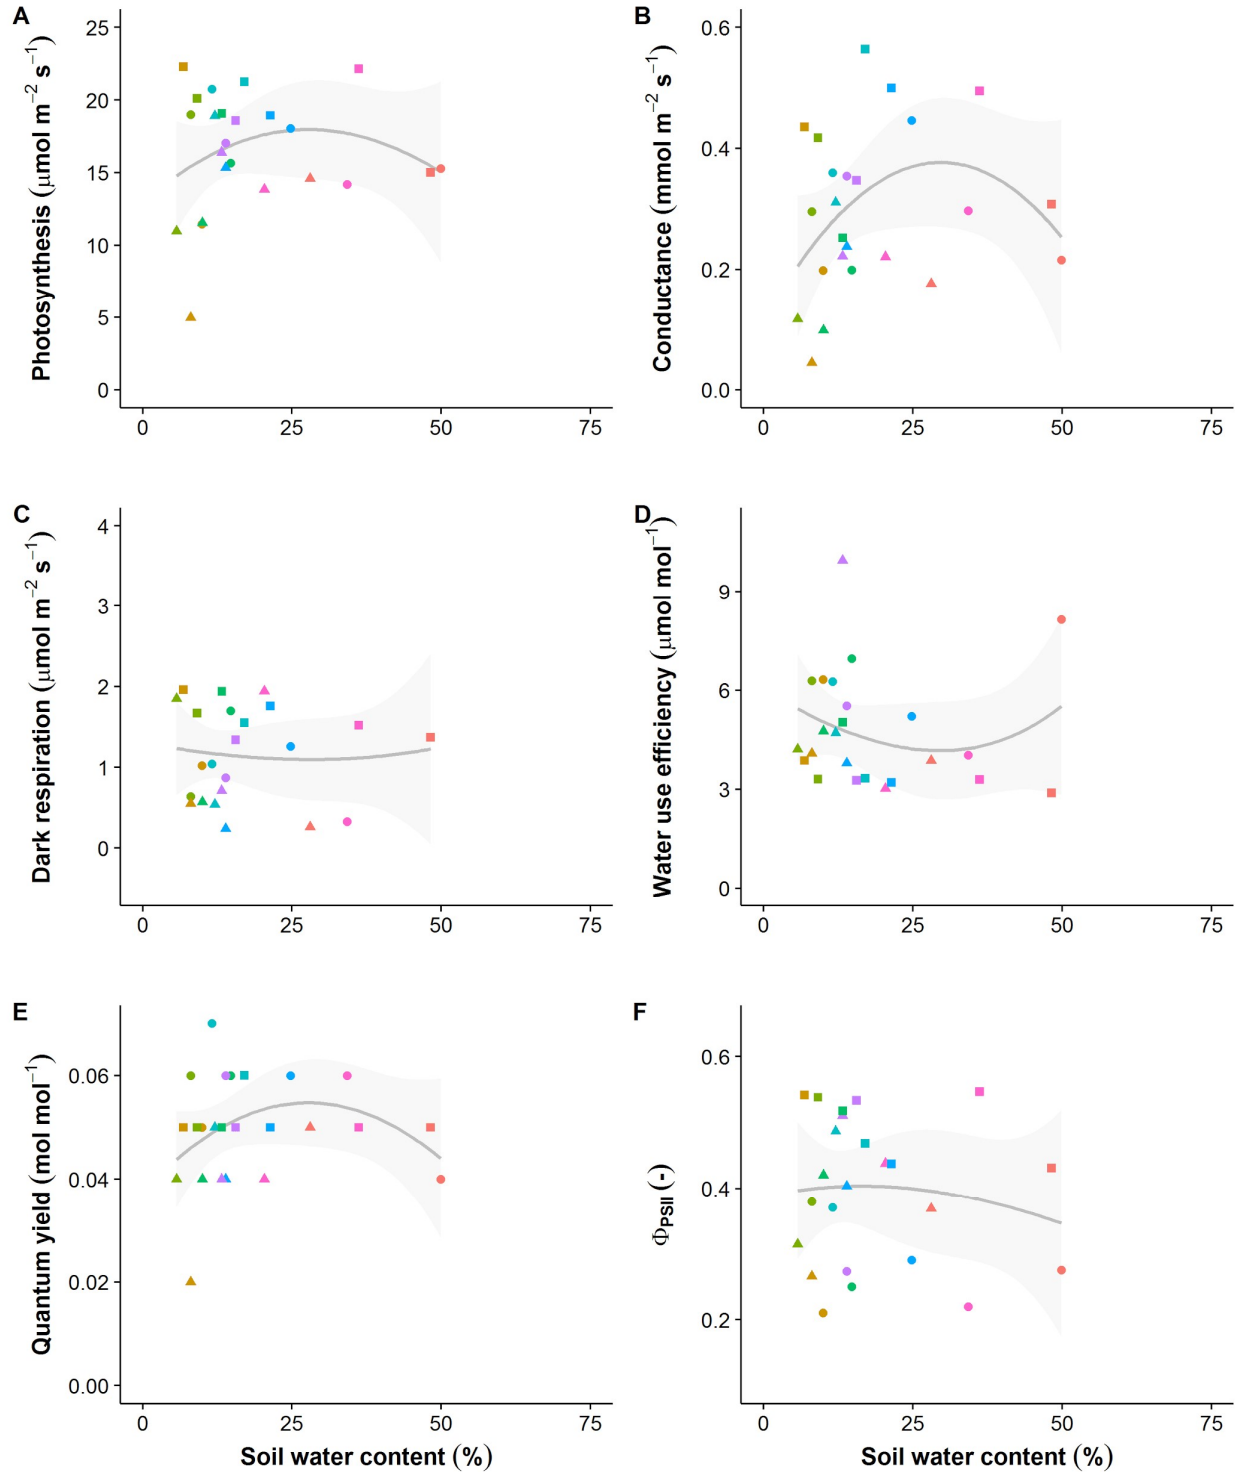 A
Photosynthesis (μmol m⁻² s⁻¹)
25
20
15
10
5
0
0 25 50 75
B
Conductance (mmol m⁻² s⁻¹)
0.6
0.4
0.2
0.0
0 25 50 75
C
Dark respiration (μmol m⁻² s⁻¹)
4
3
2
1
0
0 25 50 75
D
Water use efficiency (μmol mol⁻¹)
9
6
3
0
0 25 50 75
E
Quantum yield (mol mol⁻¹)
0.06
0.04
0.02
0.00
0 25 50 75
Soil water content (%)
F
Φ_PSII (-)
0.6
0.4
0.2
0 25 50 75
Soil water content (%)